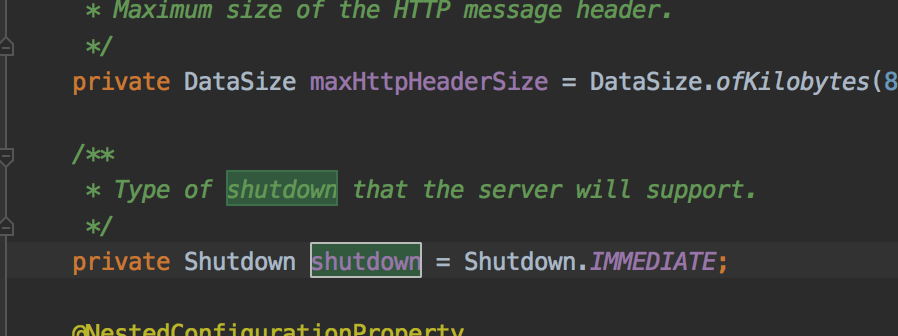 * Maximum size of the HTTP message header.
*/
private DataSize maxHttpHeaderSize = DataSize.ofKilobytes(8
/**
* Type of shutdown that the server will support.
*/
private Shutdown shutdown = Shutdown.IMMEDIATE;
@NestedConfigurationProperty